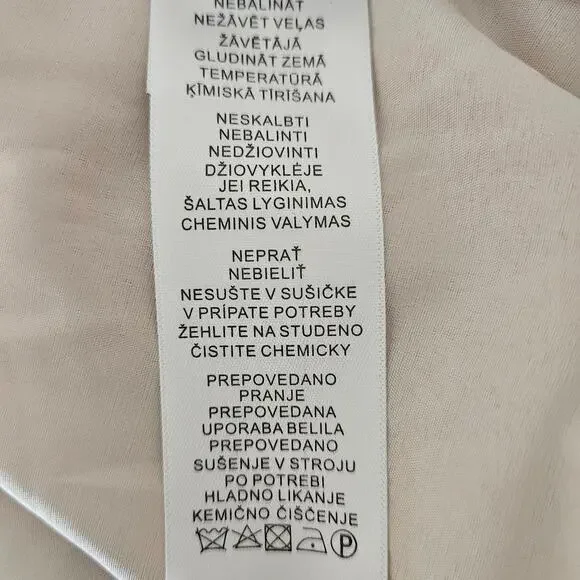 NEBALINĀT
NEŽĀVĒT VEĻAS
ŽĀVĒTĀJĀ
GLUDINĀT ZEMĀ
TEMPERATŪRĀ
ĶĪMISKĀ TĪRĪŠANA
NESKALBTI
NEBALINTI
NEDŽIOVINTI
DŽIOVYKLĖJE
JEI REIKIA,
ŠALTAS LYGINIMAS
CHEMINIS VALYMAS
NEPRAŤ
NEBIELIŤ
NESUŠTE V SUŠIČKE
V PRÍPATE POTREBY
ŽEHLITE NA STUDENO
ČISTITE CHEMICKY
PREPOVEDANO
PRANJE
PREPOVEDANA
UPORABA BELILA
PREPOVEDANO
SUŠENJE V STROJU
PO POTREBI
HLADNO LIKANJE
KEMIČNO ČIŠČENJE
P